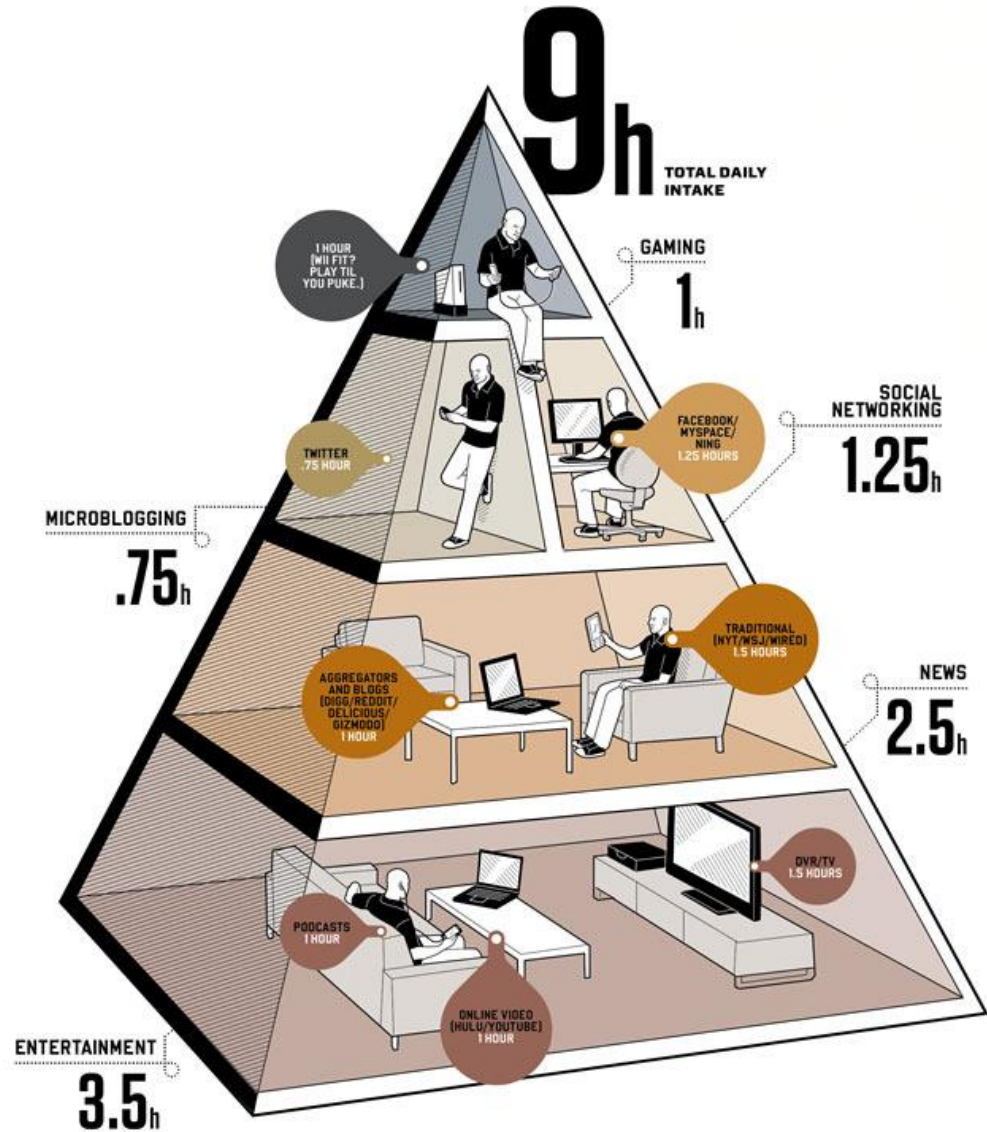 9h
TOTAL DAILY
INTAKE
1 HOUR
[WII FIT?
PLAY TIL
YOU PUKE.]
GAMING
1h
TWITTER
.75 HOUR
FACEBOOK/
MYSPACE/
NING
1.25 HOURS
SOCIAL
NETWORKING
1.25h
MICROBLOGGING
.75h
AGGREGATORS
AND BLOGS
[DIGG/REDDIT/
DELICIOUS/
GIZMODO]
1 HOUR
TRADITIONAL
[NYT/WSJ/WIRED]
1.5 HOURS
NEWS
2.5h
PODCASTS
1 HOUR
ONLINE VIDEO
[HULU/YOUTUBE]
1 HOUR
DVR/TV
1.5 HOURS
ENTERTAINMENT
3.5h